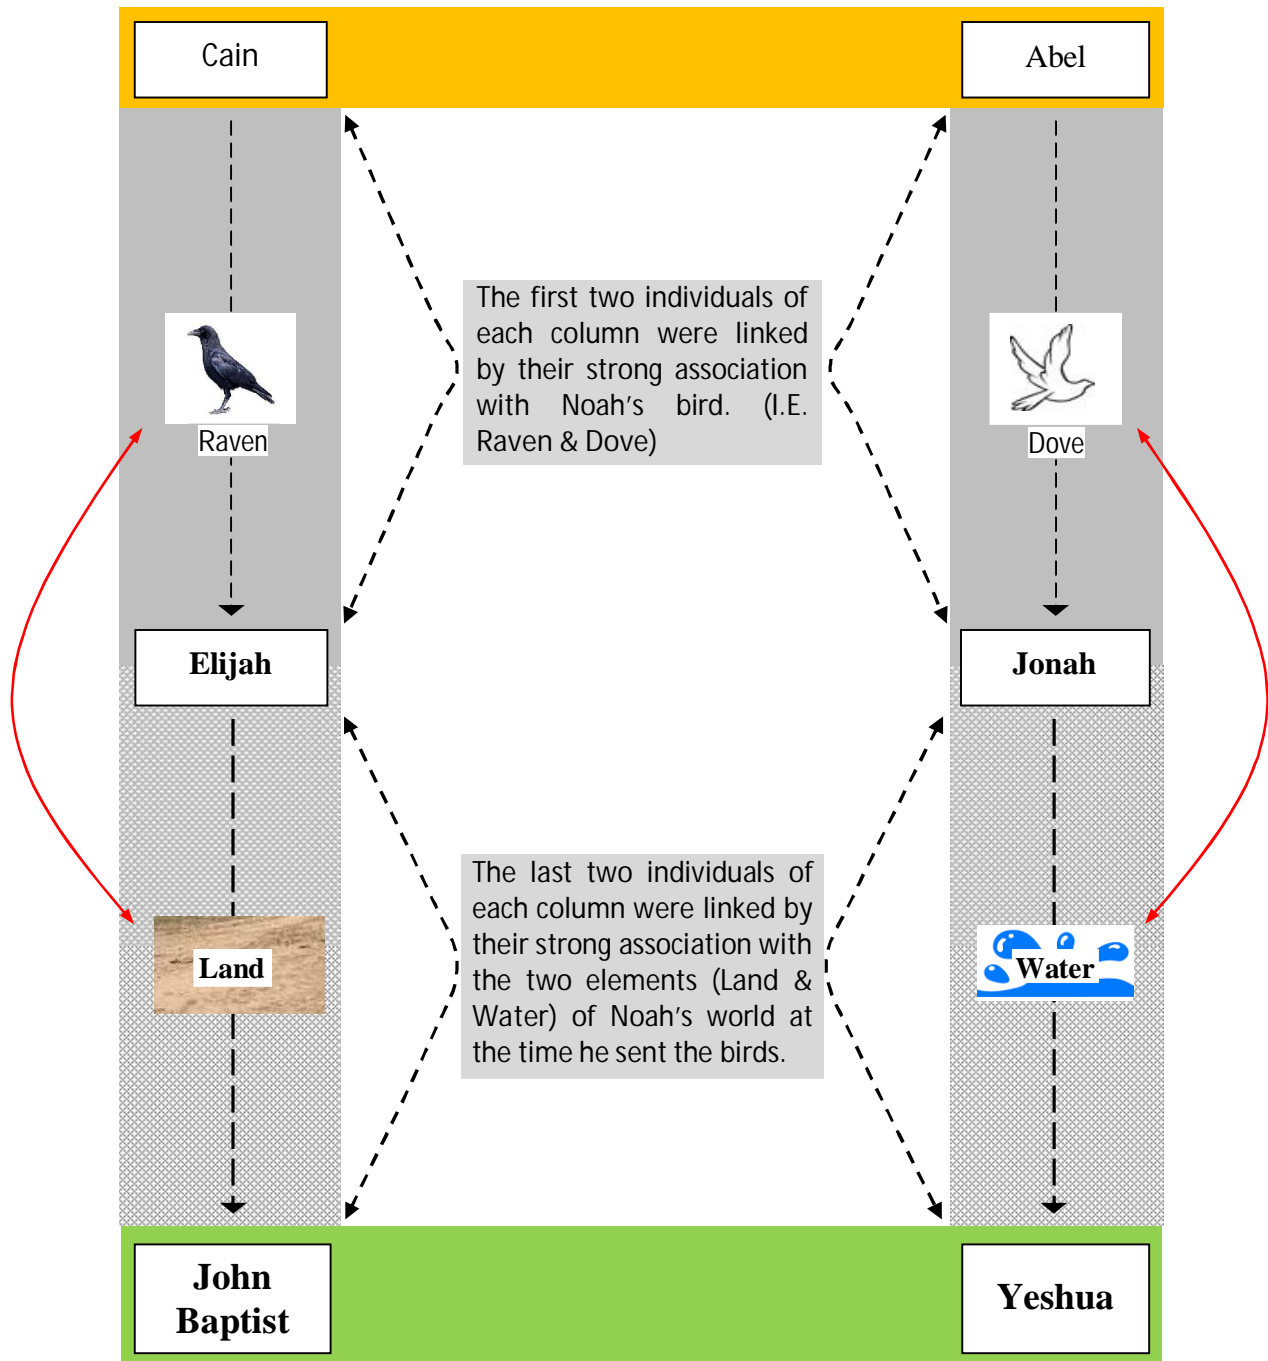 Cain
Abel
The first two individuals of
each column were linked
by their strong association
with Noah's bird. (I.E.
Raven & Dove)
Raven
Dove
Elijah
Jonah
The last two individuals of
each column were linked by
their strong association with
the two elements (Land &
Water) of Noah's world at
the time he sent the birds.
Land
Water
John
Baptist
Yeshua